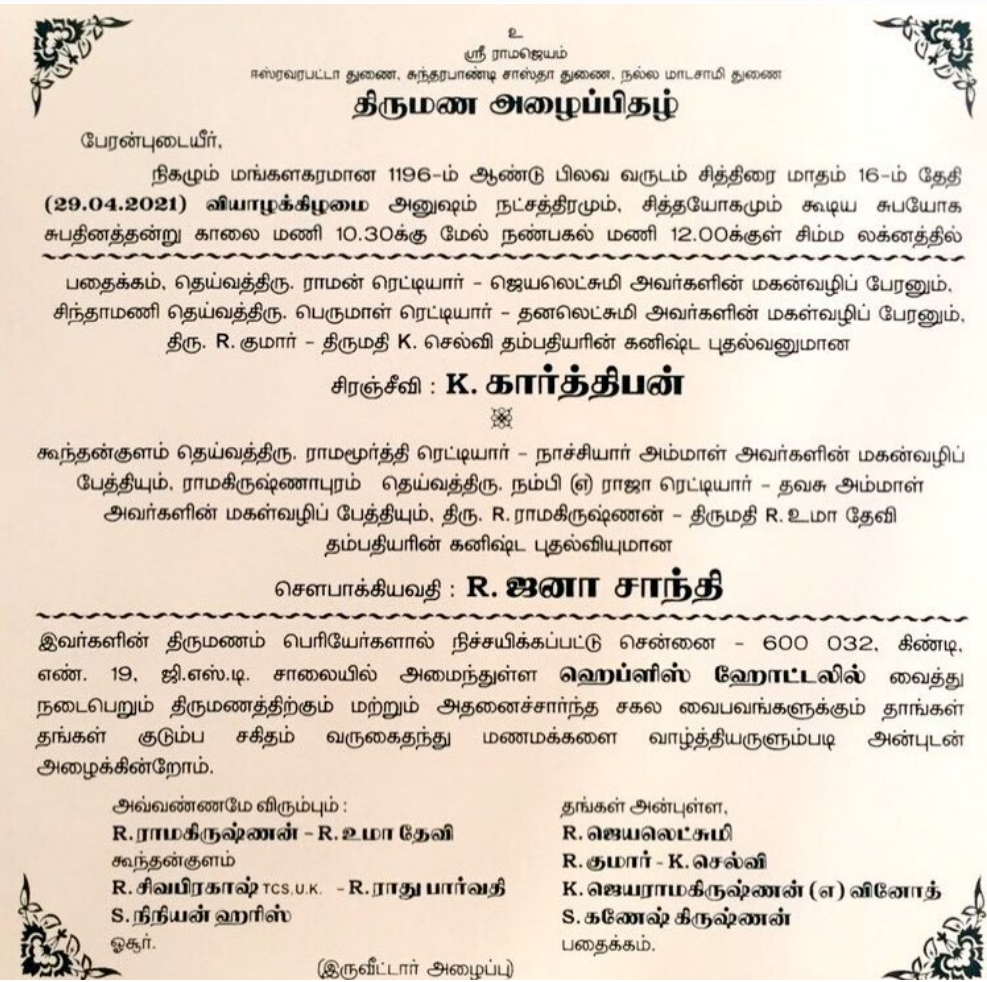 உ
ஸ்ரீ ராமஜெயம்
ஈஸ்ரவரபட்டா துணை, சுந்தரபாண்டி சாஸ்தா துணை, நல்ல மாடசாமி துணை
திருமண அழைப்பிதழ்
பேரன்புடையீர்,
நிகழும் மங்களகரமான 1196-ம் ஆண்டு பிலவ வருடம் சித்திரை மாதம் 16-ம் தேதி
(29.04.2021) வியாழக்கிழமை அனுஷம் நட்சத்திரமும், சித்தயோகமும் கூடிய சுபயோக
சுபதினத்தன்று காலை மணி 10.30க்கு மேல் நண்பகல் மணி 12.00க்குள் சிம்ம லக்னத்தில்
பதைக்கம், தெய்வத்திரு. ராமன் ரெட்டியார் – ஜெயலெட்சுமி அவர்களின் மகன்வழிப் பேரனும்,
சிந்தாமணி தெய்வத்திரு. பெருமாள் ரெட்டியார் – தனலெட்சுமி அவர்களின் மகள்வழிப் பேரனும்,
திரு. R. குமார் – திருமதி K. செல்வி தம்பதியரின் கனிஷ்ட புதல்வனுமான
சிரஞ்சீவி : K. கார்த்திபன்
கூந்தன்குளம் தெய்வத்திரு. ராமமூர்த்தி ரெட்டியார் – நாச்சியார் அம்மாள் அவர்களின் மகன்வழிப்
பேத்தியும், ராமகிருஷ்ணாபுரம் தெய்வத்திரு. நம்பி (எ) ராஜா ரெட்டியார் – தவசு அம்மாள்
அவர்களின் மகள்வழிப் பேத்தியும், திரு. R. ராமகிருஷ்ணன் – திருமதி R. உமா தேவி
தம்பதியரின் கனிஷ்ட புதல்வியுமான
சௌபாக்கியவதி : R. ஜனா சாந்தி
இவர்களின் திருமணம் பெரியோர்களால் நிச்சயிக்கப்பட்டு சென்னை – 600 032, கிண்டி,
எண். 19, ஜி.எஸ்.டி. சாலையில் அமைந்துள்ள ஹெப்ளிஸ் ஹோட்டலில் வைத்து
நடைபெறும் திருமணத்திற்கும் மற்றும் அதனைச்சார்ந்த சகல வைபவங்களுக்கும் தாங்கள்
தங்கள் குடும்ப சகிதம் வருகைதந்து மணமக்களை வாழ்த்தியருளும்படி அன்புடன்
அழைக்கின்றோம்.
அவ்வண்ணமே விரும்பும் :
R. ராமகிருஷ்ணன் – R. உமா தேவி
கூந்தன்குளம்
R. சிவபிரகாஷ் TCS,U.K. – R. ராது பார்வதி
S. நிநியன் ஹரிஸ்
ஓசூர்.
தங்கள் அன்புள்ள,
R. ஜெயலெட்சுமி
R. குமார் - K. செல்வி
K. ஜெயராமகிருஷ்ணன் (எ) வினோத்
S. கணேஷ் கிருஷ்ணன்
பதைக்கம்.
(இருவீட்டார் அழைப்பு)